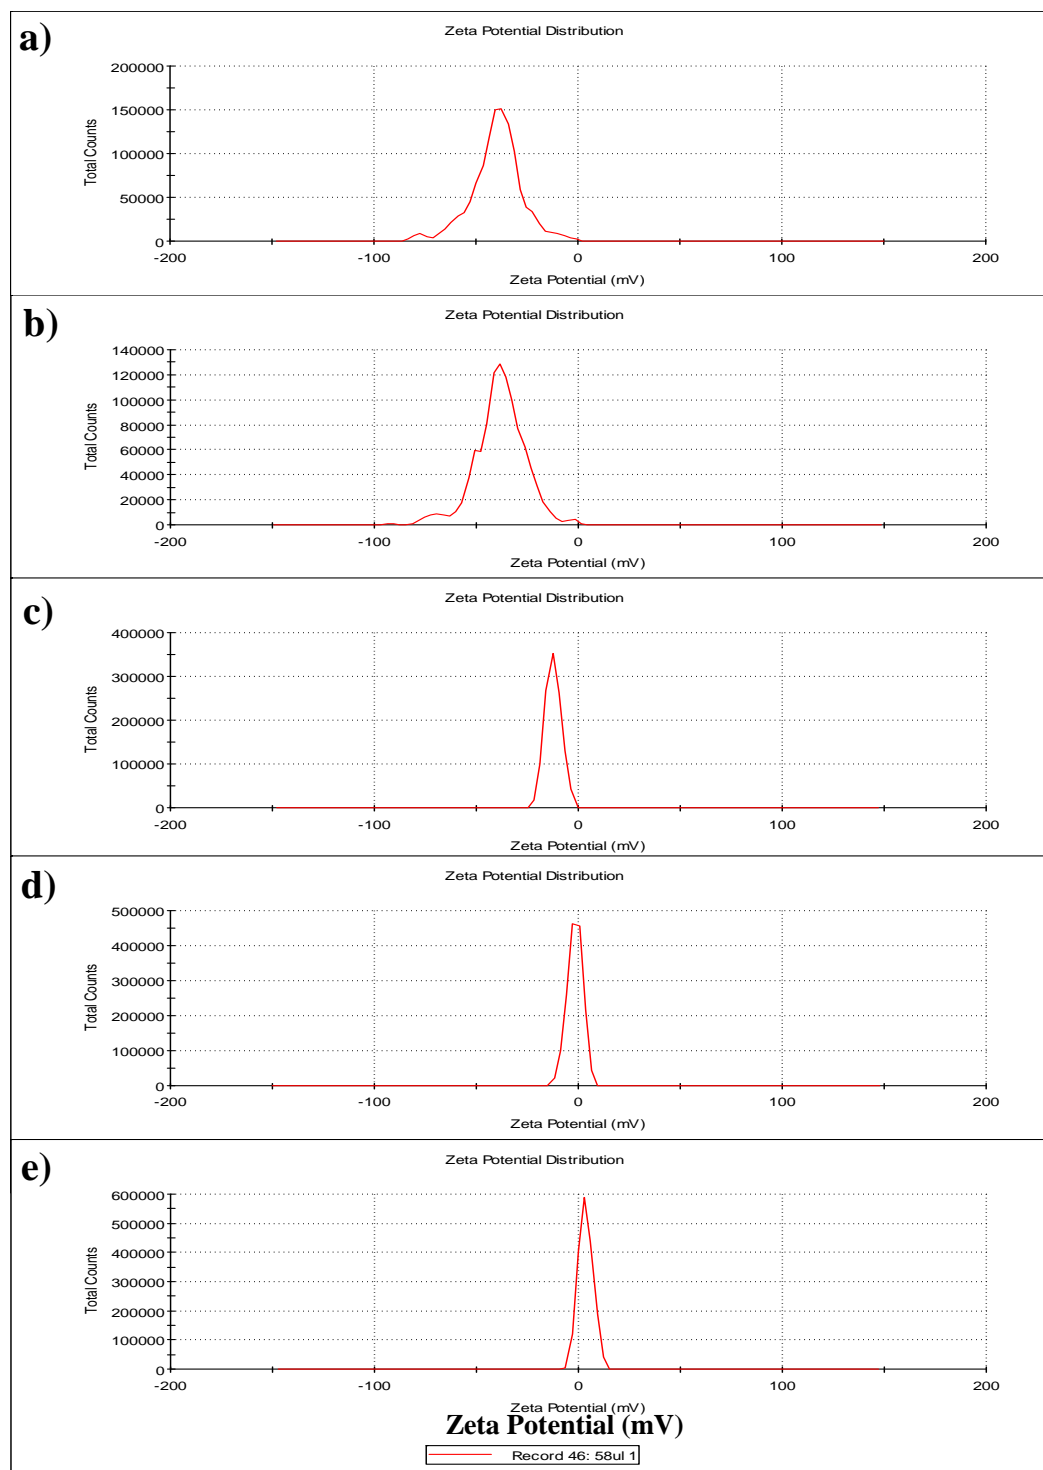 a)
Zeta Potential Distribution
200000
150000
100000
50000
0
Total Counts
-200 -100 0 100 200
Zeta Potential (mV)
b)
Zeta Potential Distribution
140000
120000
100000
80000
60000
40000
20000
0
Total Counts
-200 -100 0 100 200
Zeta Potential (mV)
c)
Zeta Potential Distribution
400000
300000
200000
100000
0
Total Counts
-200 -100 0 100 200
Zeta Potential (mV)
d)
Zeta Potential Distribution
500000
400000
300000
200000
100000
0
Total Counts
-200 -100 0 100 200
Zeta Potential (mV)
e)
Zeta Potential Distribution
600000
500000
400000
300000
200000
100000
0
Total Counts
-200 -100 0 100 200
Zeta Potential (mV)
Zeta Potential (mV)
Record 46: 58ul 1